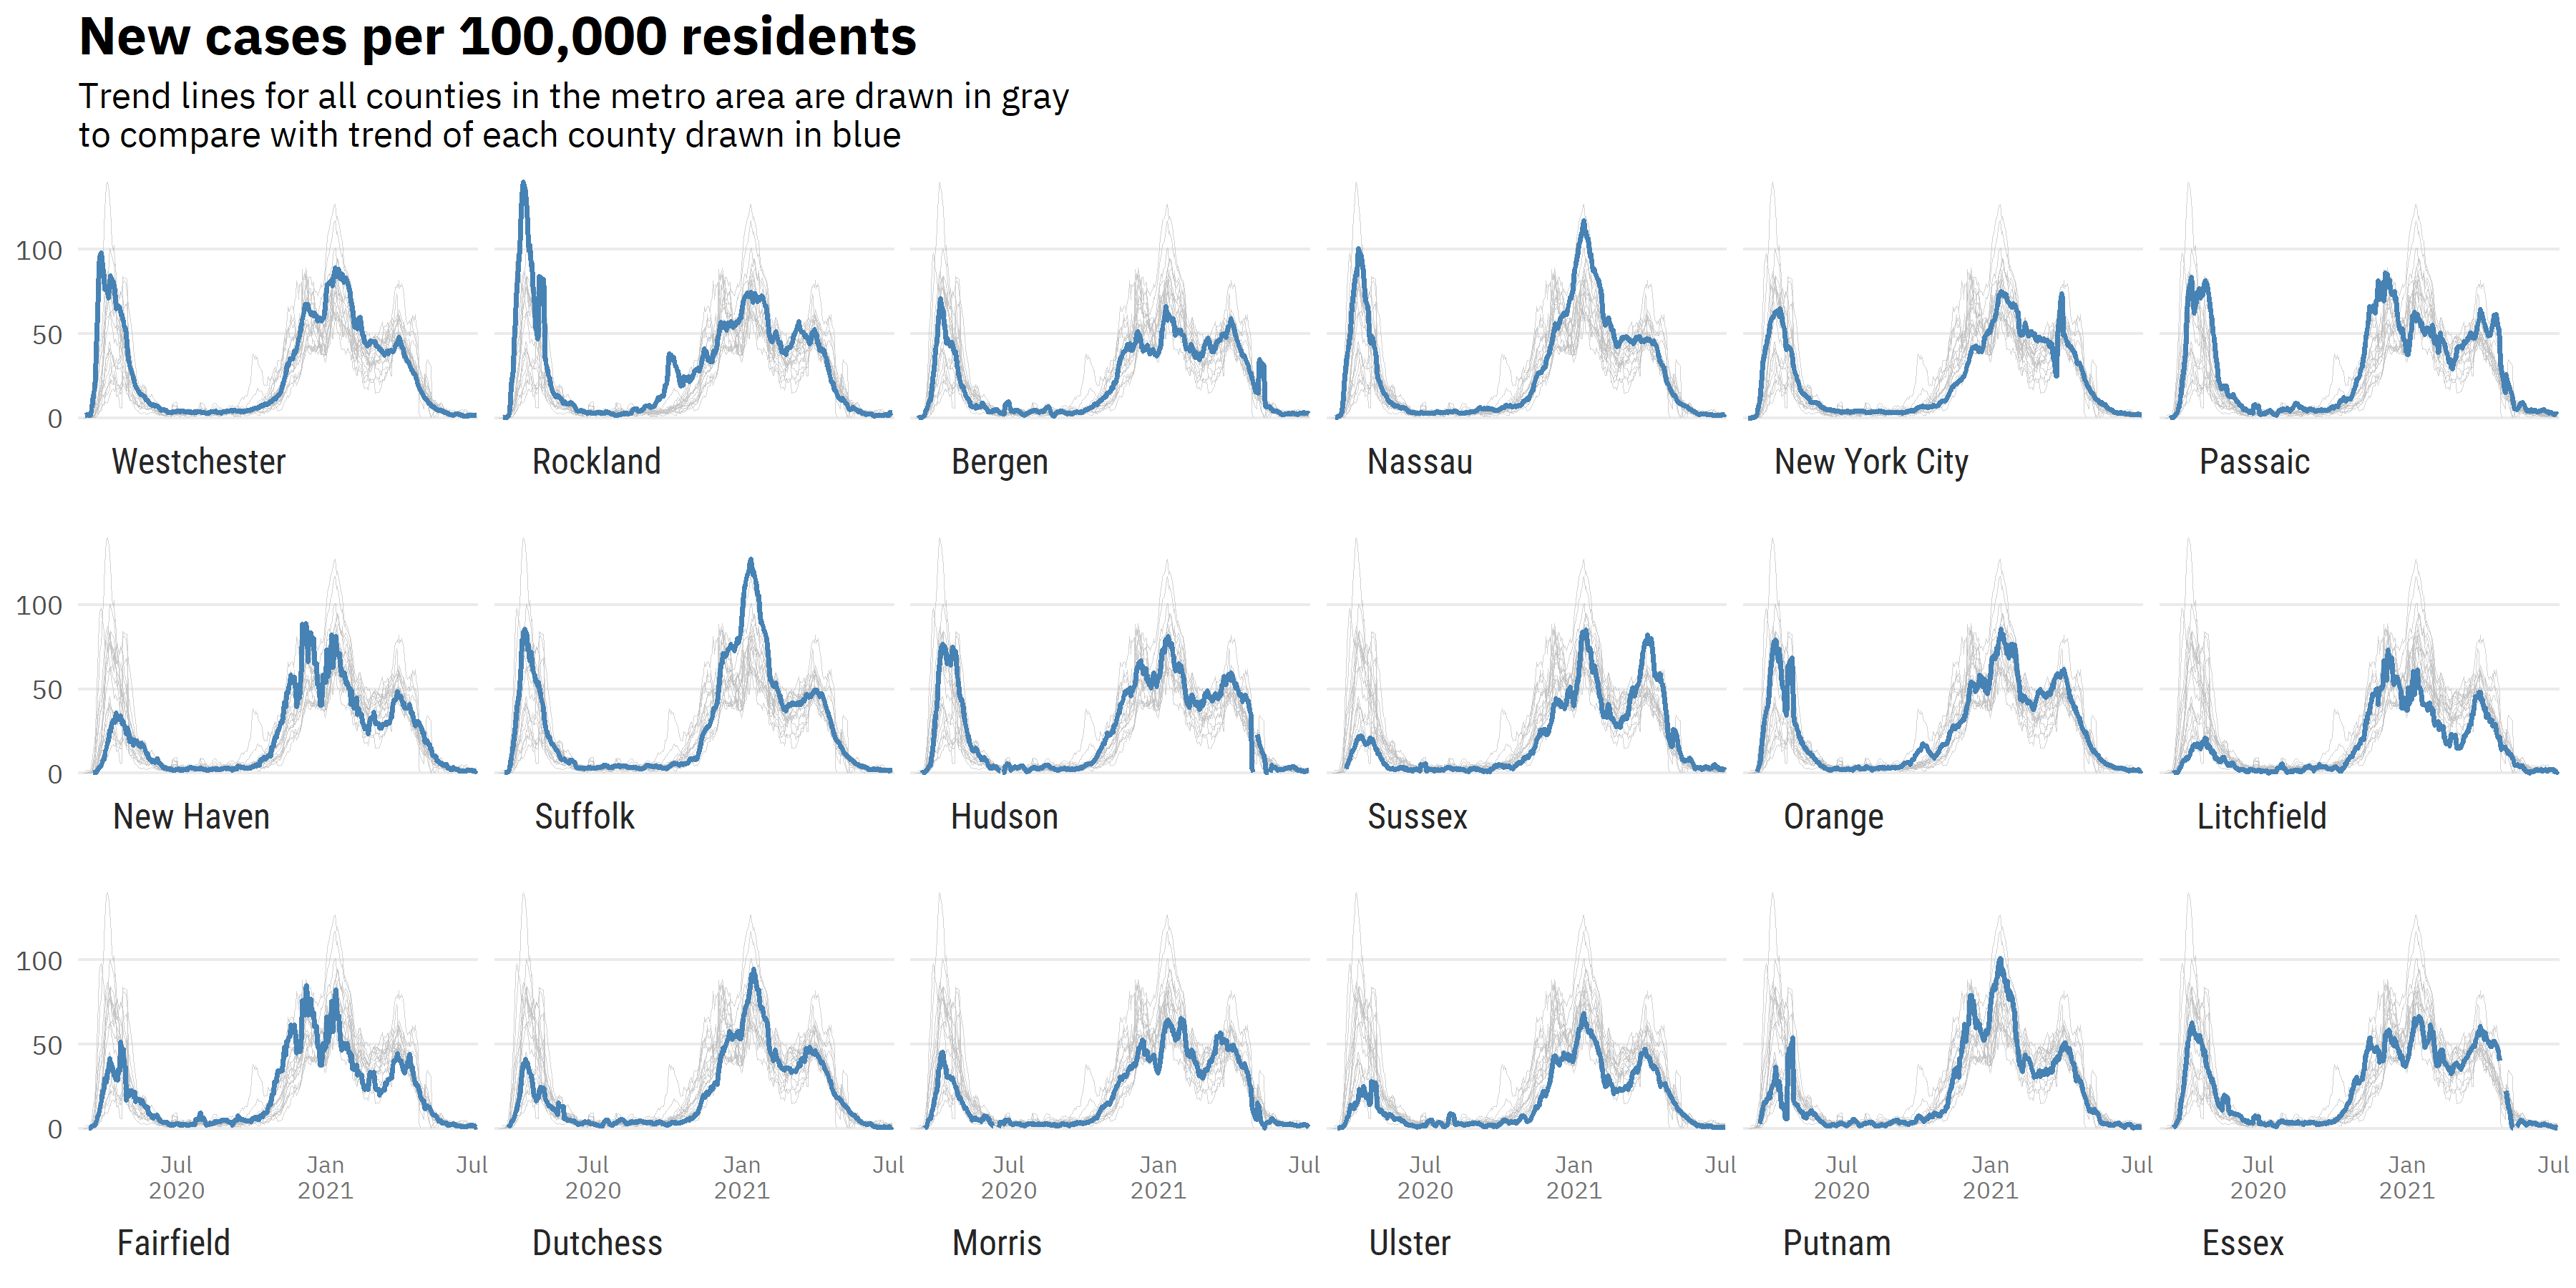 New cases per 100,000 residents
Trend lines for all counties in the metro area are drawn in gray
to compare with trend of each county drawn in blue
100
50
0
Westchester Rockland Bergen Nassau New York City Passaic
100
50
0
New Haven Suffolk Hudson Sussex Orange Litchfield
100
50
0
Jul Jan Jul Jul Jan Jul Jul Jan Jul Jul Jan Jul Jul Jan Jul Jul Jan Jul
2020 2021 2020 2021 2020 2021 2020 2021 2020 2021 2020 2021
Fairfield Dutchess Morris Ulster Putnam Essex